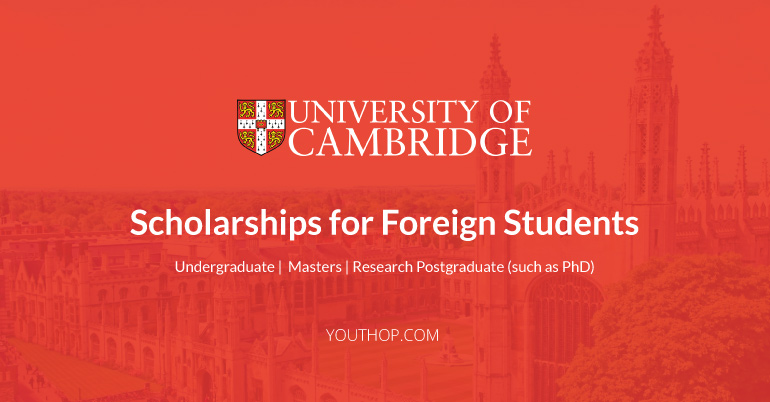 UNIVERSITY OF
CAMBRIDGE
Scholarships for Foreign Students
Undergraduate | Masters | Research Postgraduate (such as PhD)
YOUTHOP.COM